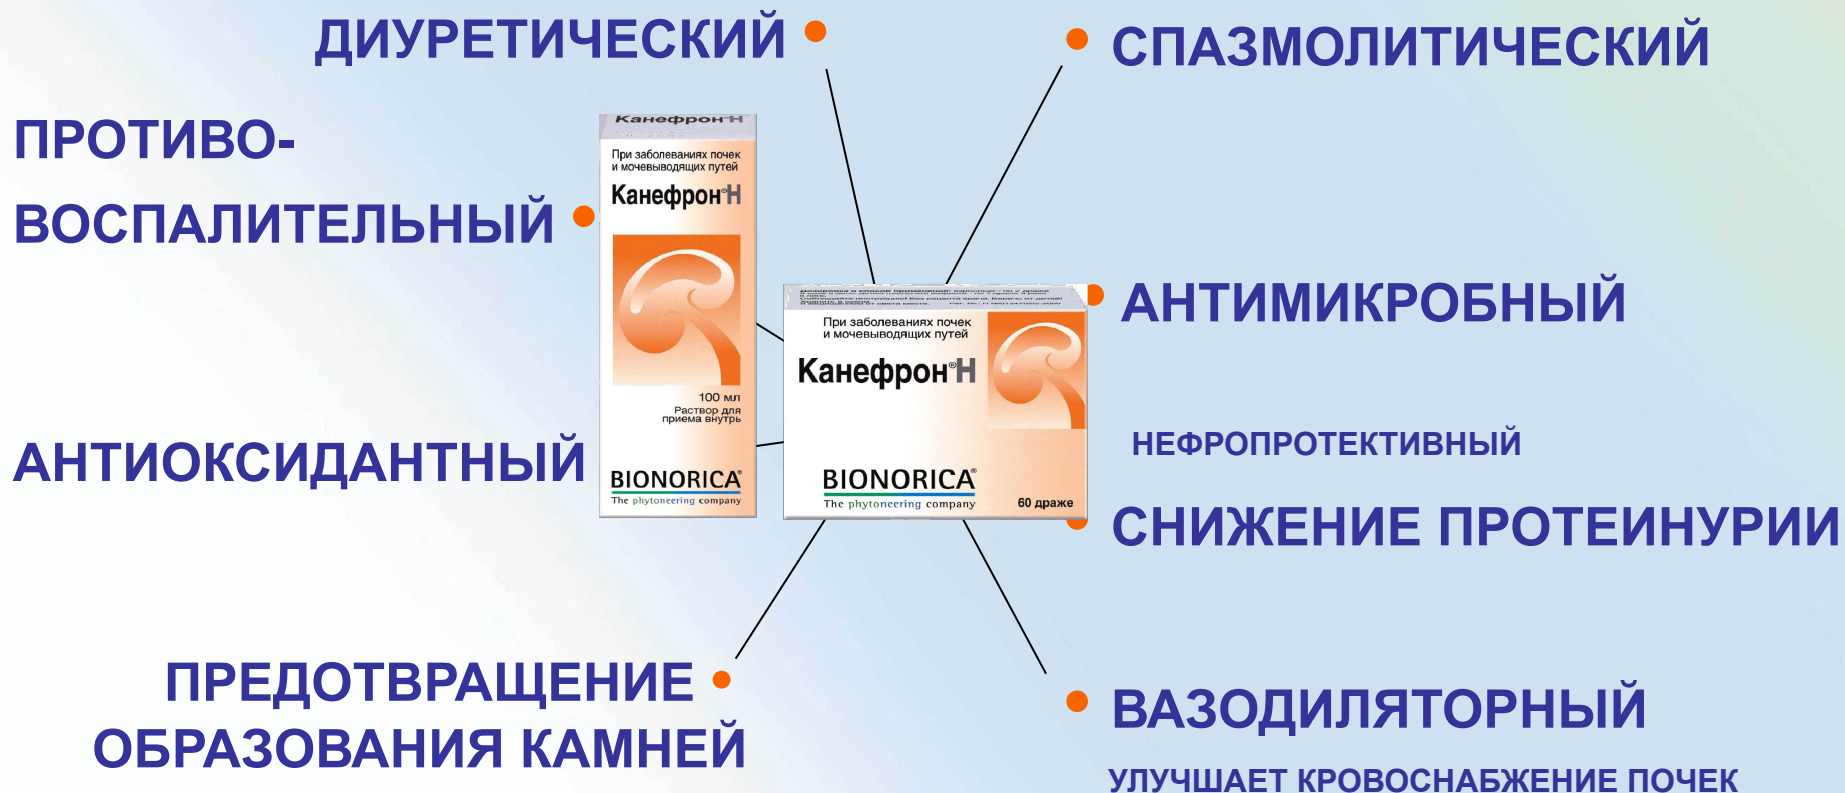 ДИУРЕТИЧЕСКИЙ
СПАЗМОЛИТИЧЕСКИЙ
ПРОТИВО-
ВОСПАЛИТЕЛЬНЫЙ
АНТИМИКРОБНЫЙ
АНТИОКСИДАНТНЫЙ
НЕФРОПРОТЕКТИВНЫЙ
СНИЖЕНИЕ ПРОТЕИНУРИИ
ПРЕДОТВРАЩЕНИЕ
ОБРАЗОВАНИЯ КАМНЕЙ
ВАЗОДИЛЯТОРНЫЙ
УЛУЧШАЕТ КРОВОСНАБЖЕНИЕ ПОЧЕК
Канефрон Н
При заболеваниях почек
и мочевыводящих путей
Канефрон® Н
100 мл
Раствор для
приема внутрь
BIONORICA®
The phytoneering company
При заболеваниях почек
и мочевыводящих путей
Канефрон® Н
BIONORICA®
The phytoneering company
60 драже